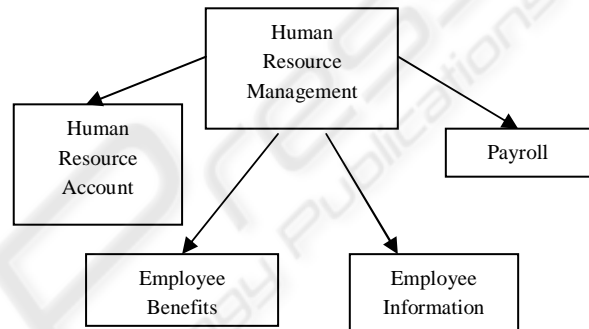 Human
Resource
Management
Human
Resource
Account
Payroll
Employee
Benefits
Employee
Information